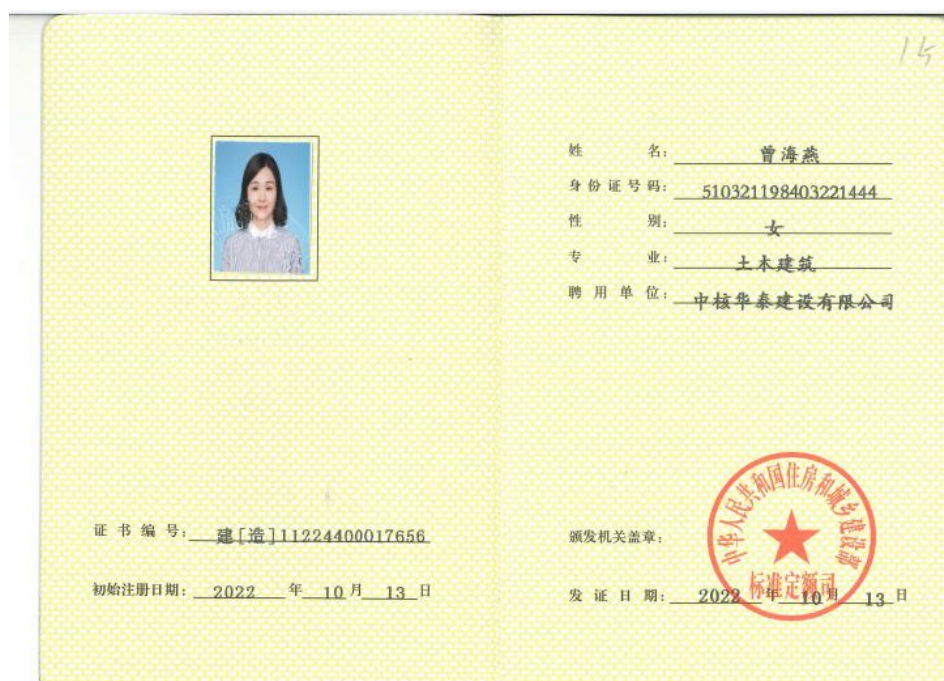 15
姓 名： 曾海燕
身份证号码： 510321198403221444
性 别： 女
专 业： 土木建筑
聘用单位： 中核华泰建设有限公司
证书编号： 建[造]11224400017656
初始注册日期： 2022 年 10 月 13 日
颁发机关盖章：
中华人民共和国住房和城乡建设部
标准定额司
发证日期： 2022 年 10 月 13 日